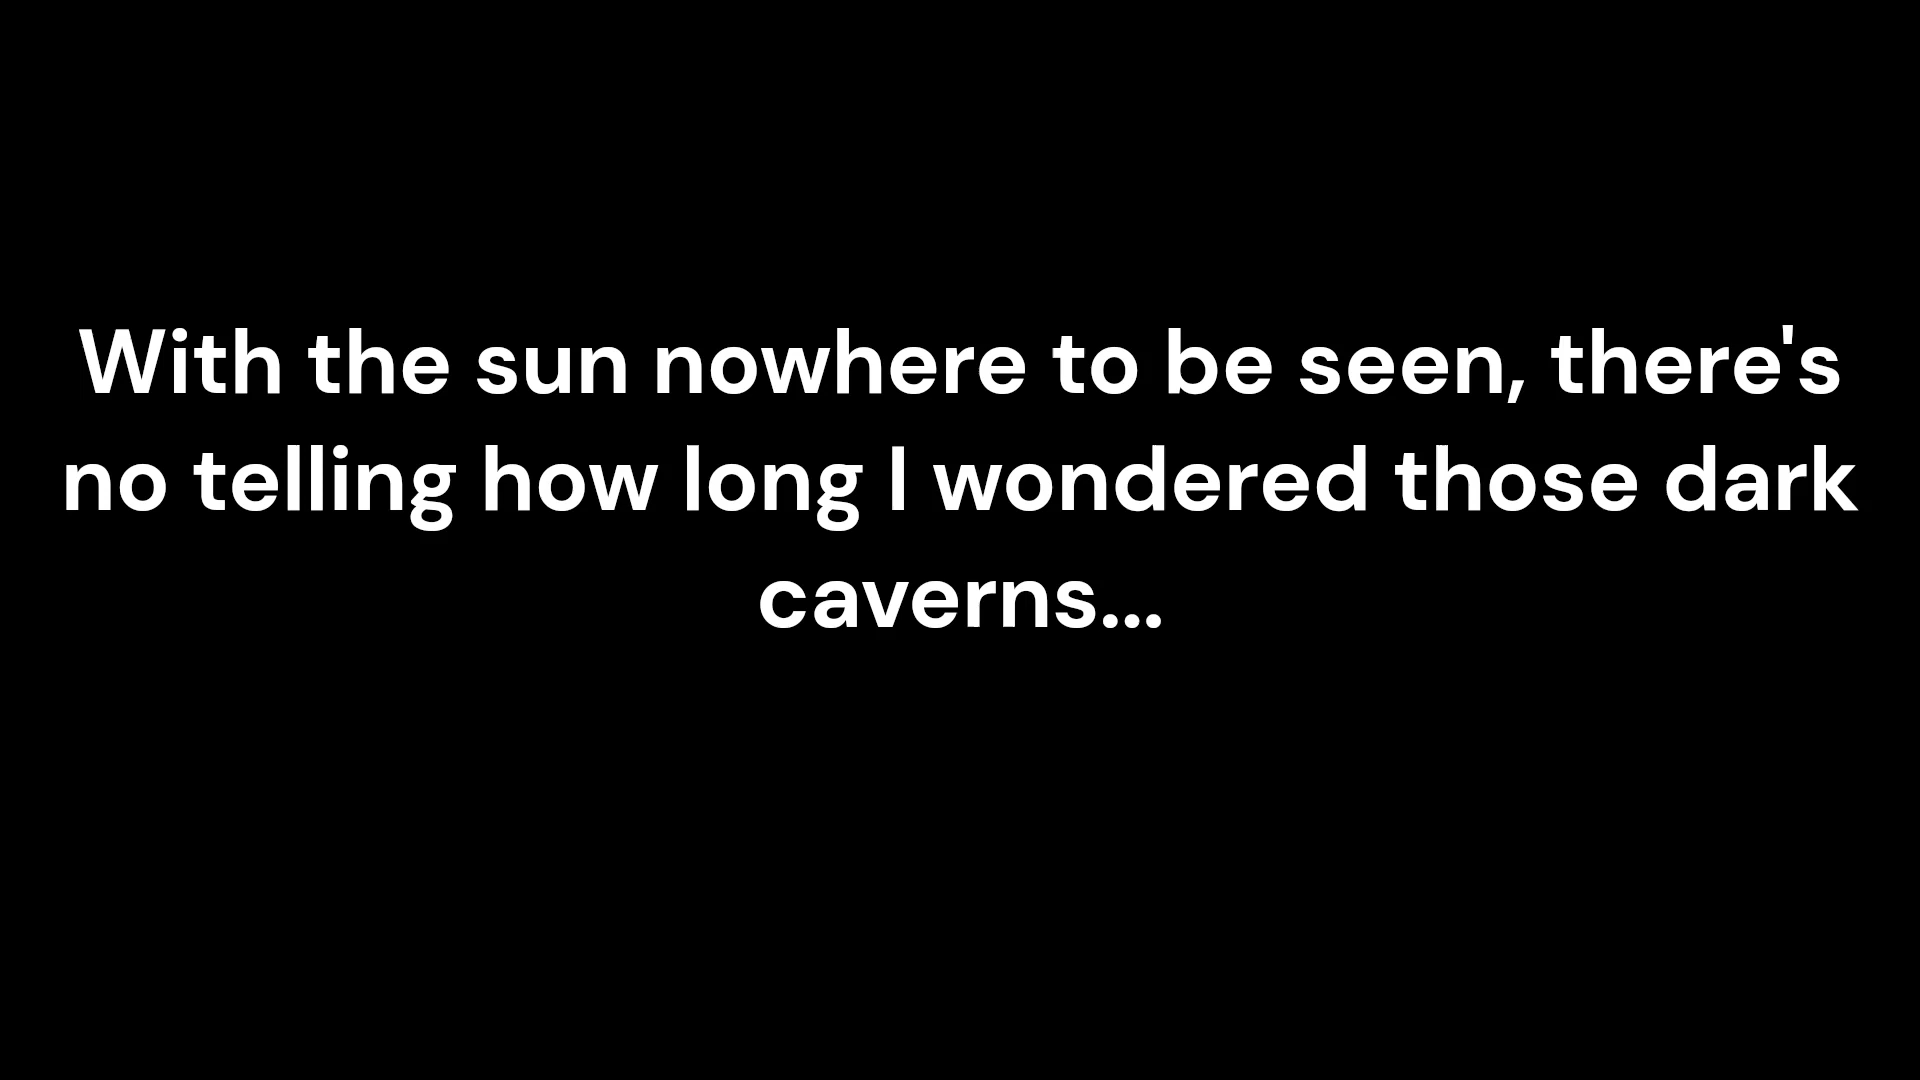 With the sun nowhere to be seen, there's
no telling how long I wondered those dark
caverns...